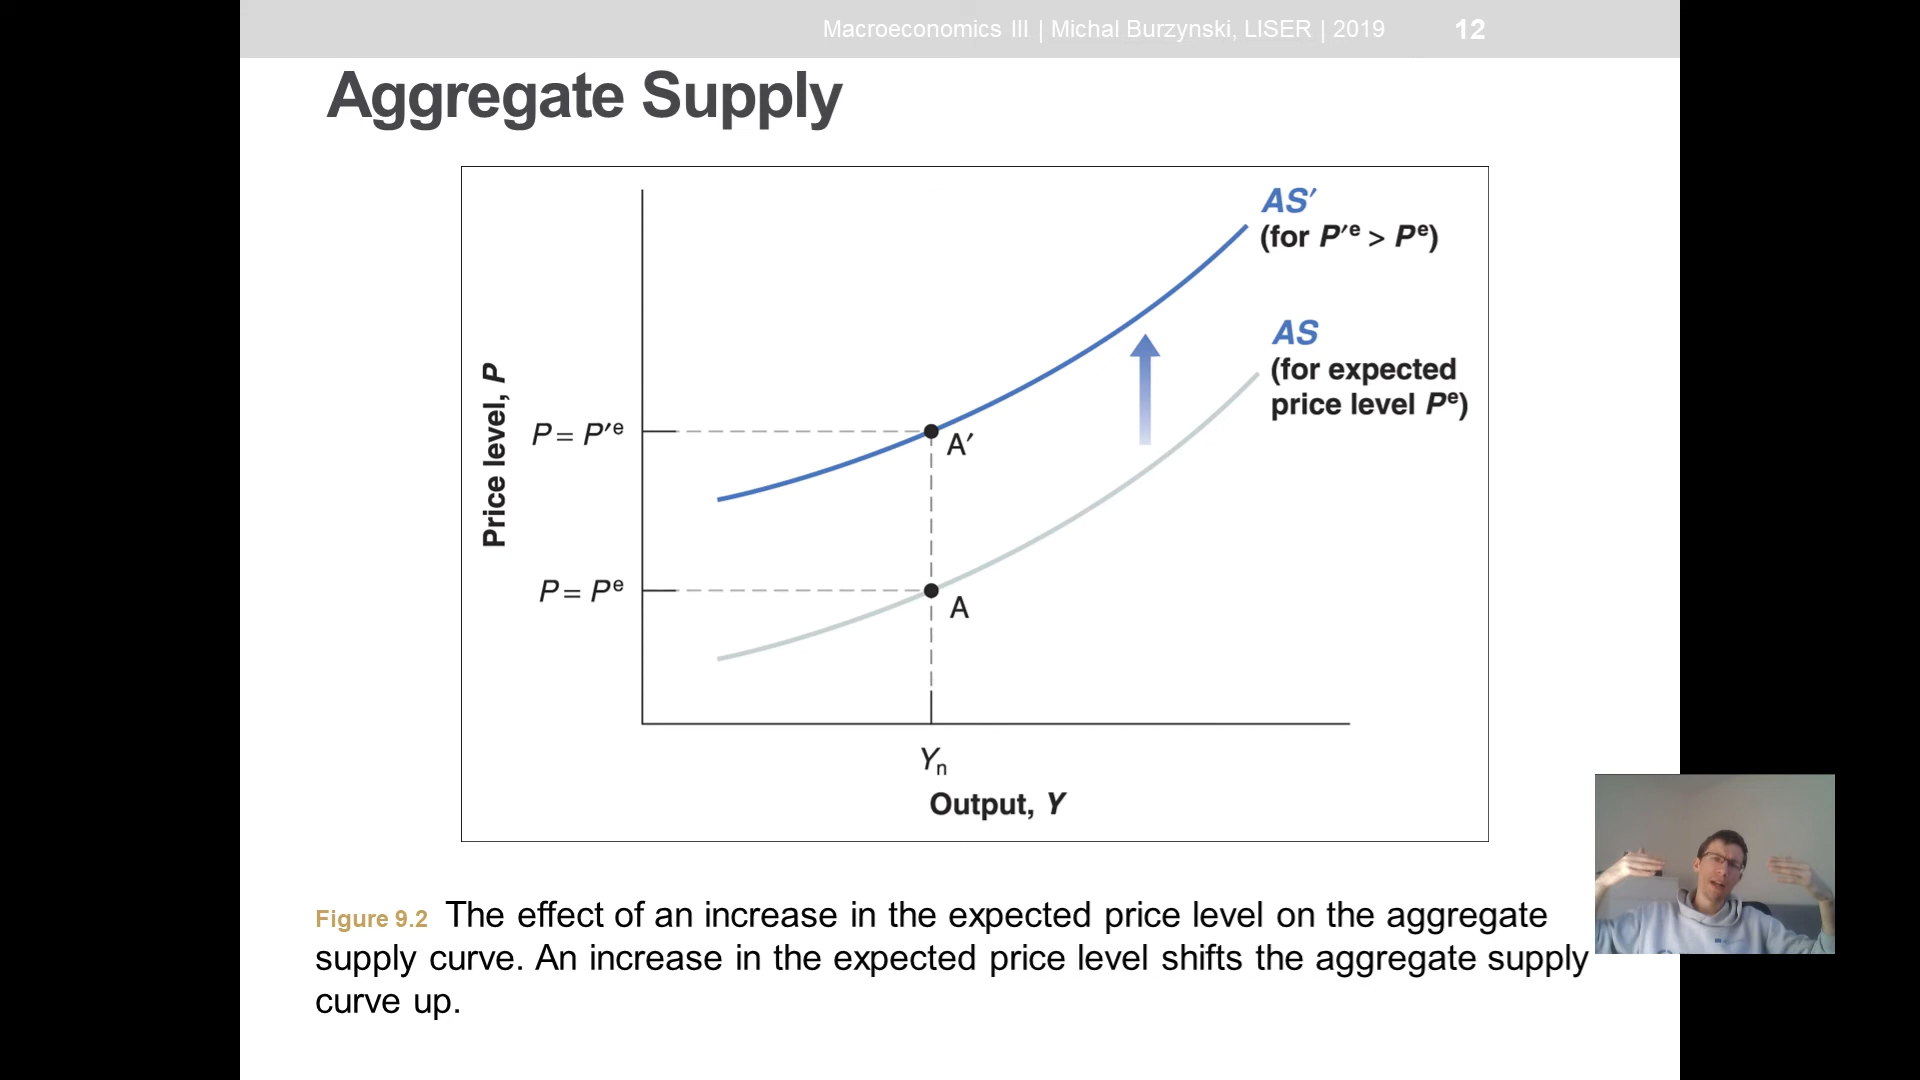 Macroeconomics III | Michal Burzynski, LISER | 2019 12
Aggregate Supply
AS′
(for P′ᵉ > Pᵉ)
AS
(for expected
price level Pᵉ)
Price level, P
P = P′ᵉ
A′
P = Pᵉ
A
Yₙ
Output, Y
Figure 9.2 The effect of an increase in the expected price level on the aggregate
supply curve. An increase in the expected price level shifts the aggregate supply
curve up.